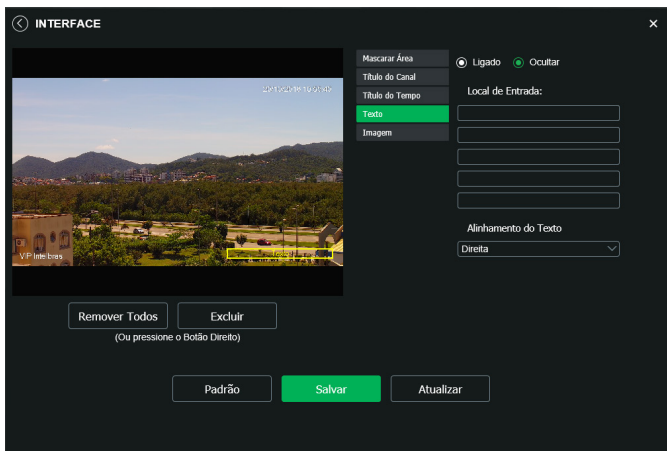 INTERFACE
Mascarar Área
Título do Canal
Título do Tempo
Texto
Imagem
Ligado
Ocultar
Local de Entrada:
Alinhamento do Texto
Direita
VIP Intelbras
Remover Todos
Excluir
(Ou pressione o Botão Direito)
Padrão
Salvar
Atualizar